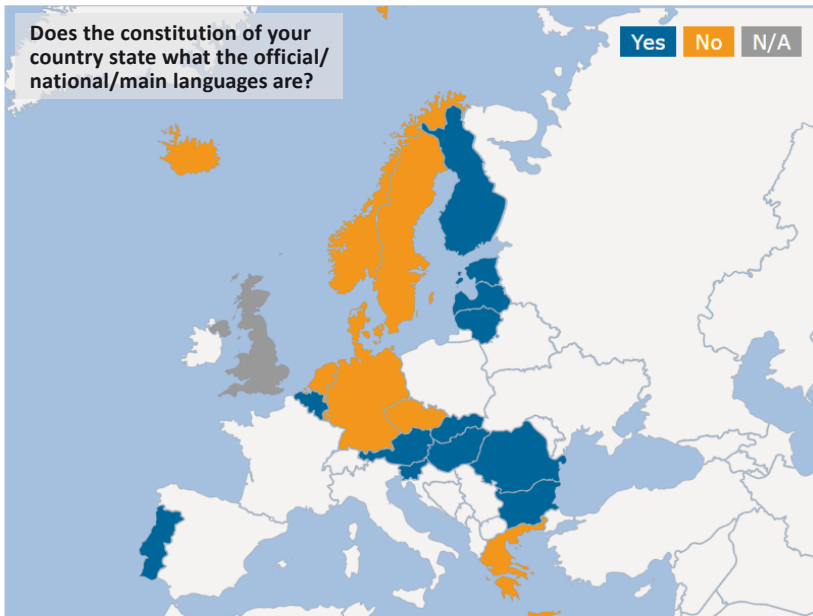 Does the constitution of your
country state what the official/
national/main languages are?
Yes No N/A